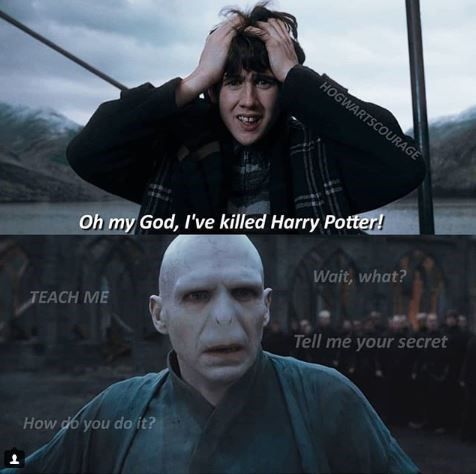 HOGWARTSCOURAGE
Oh my God, I've killed Harry Potter!
Wait, what?
TEACH ME
Tell me your secret
How do you do it?